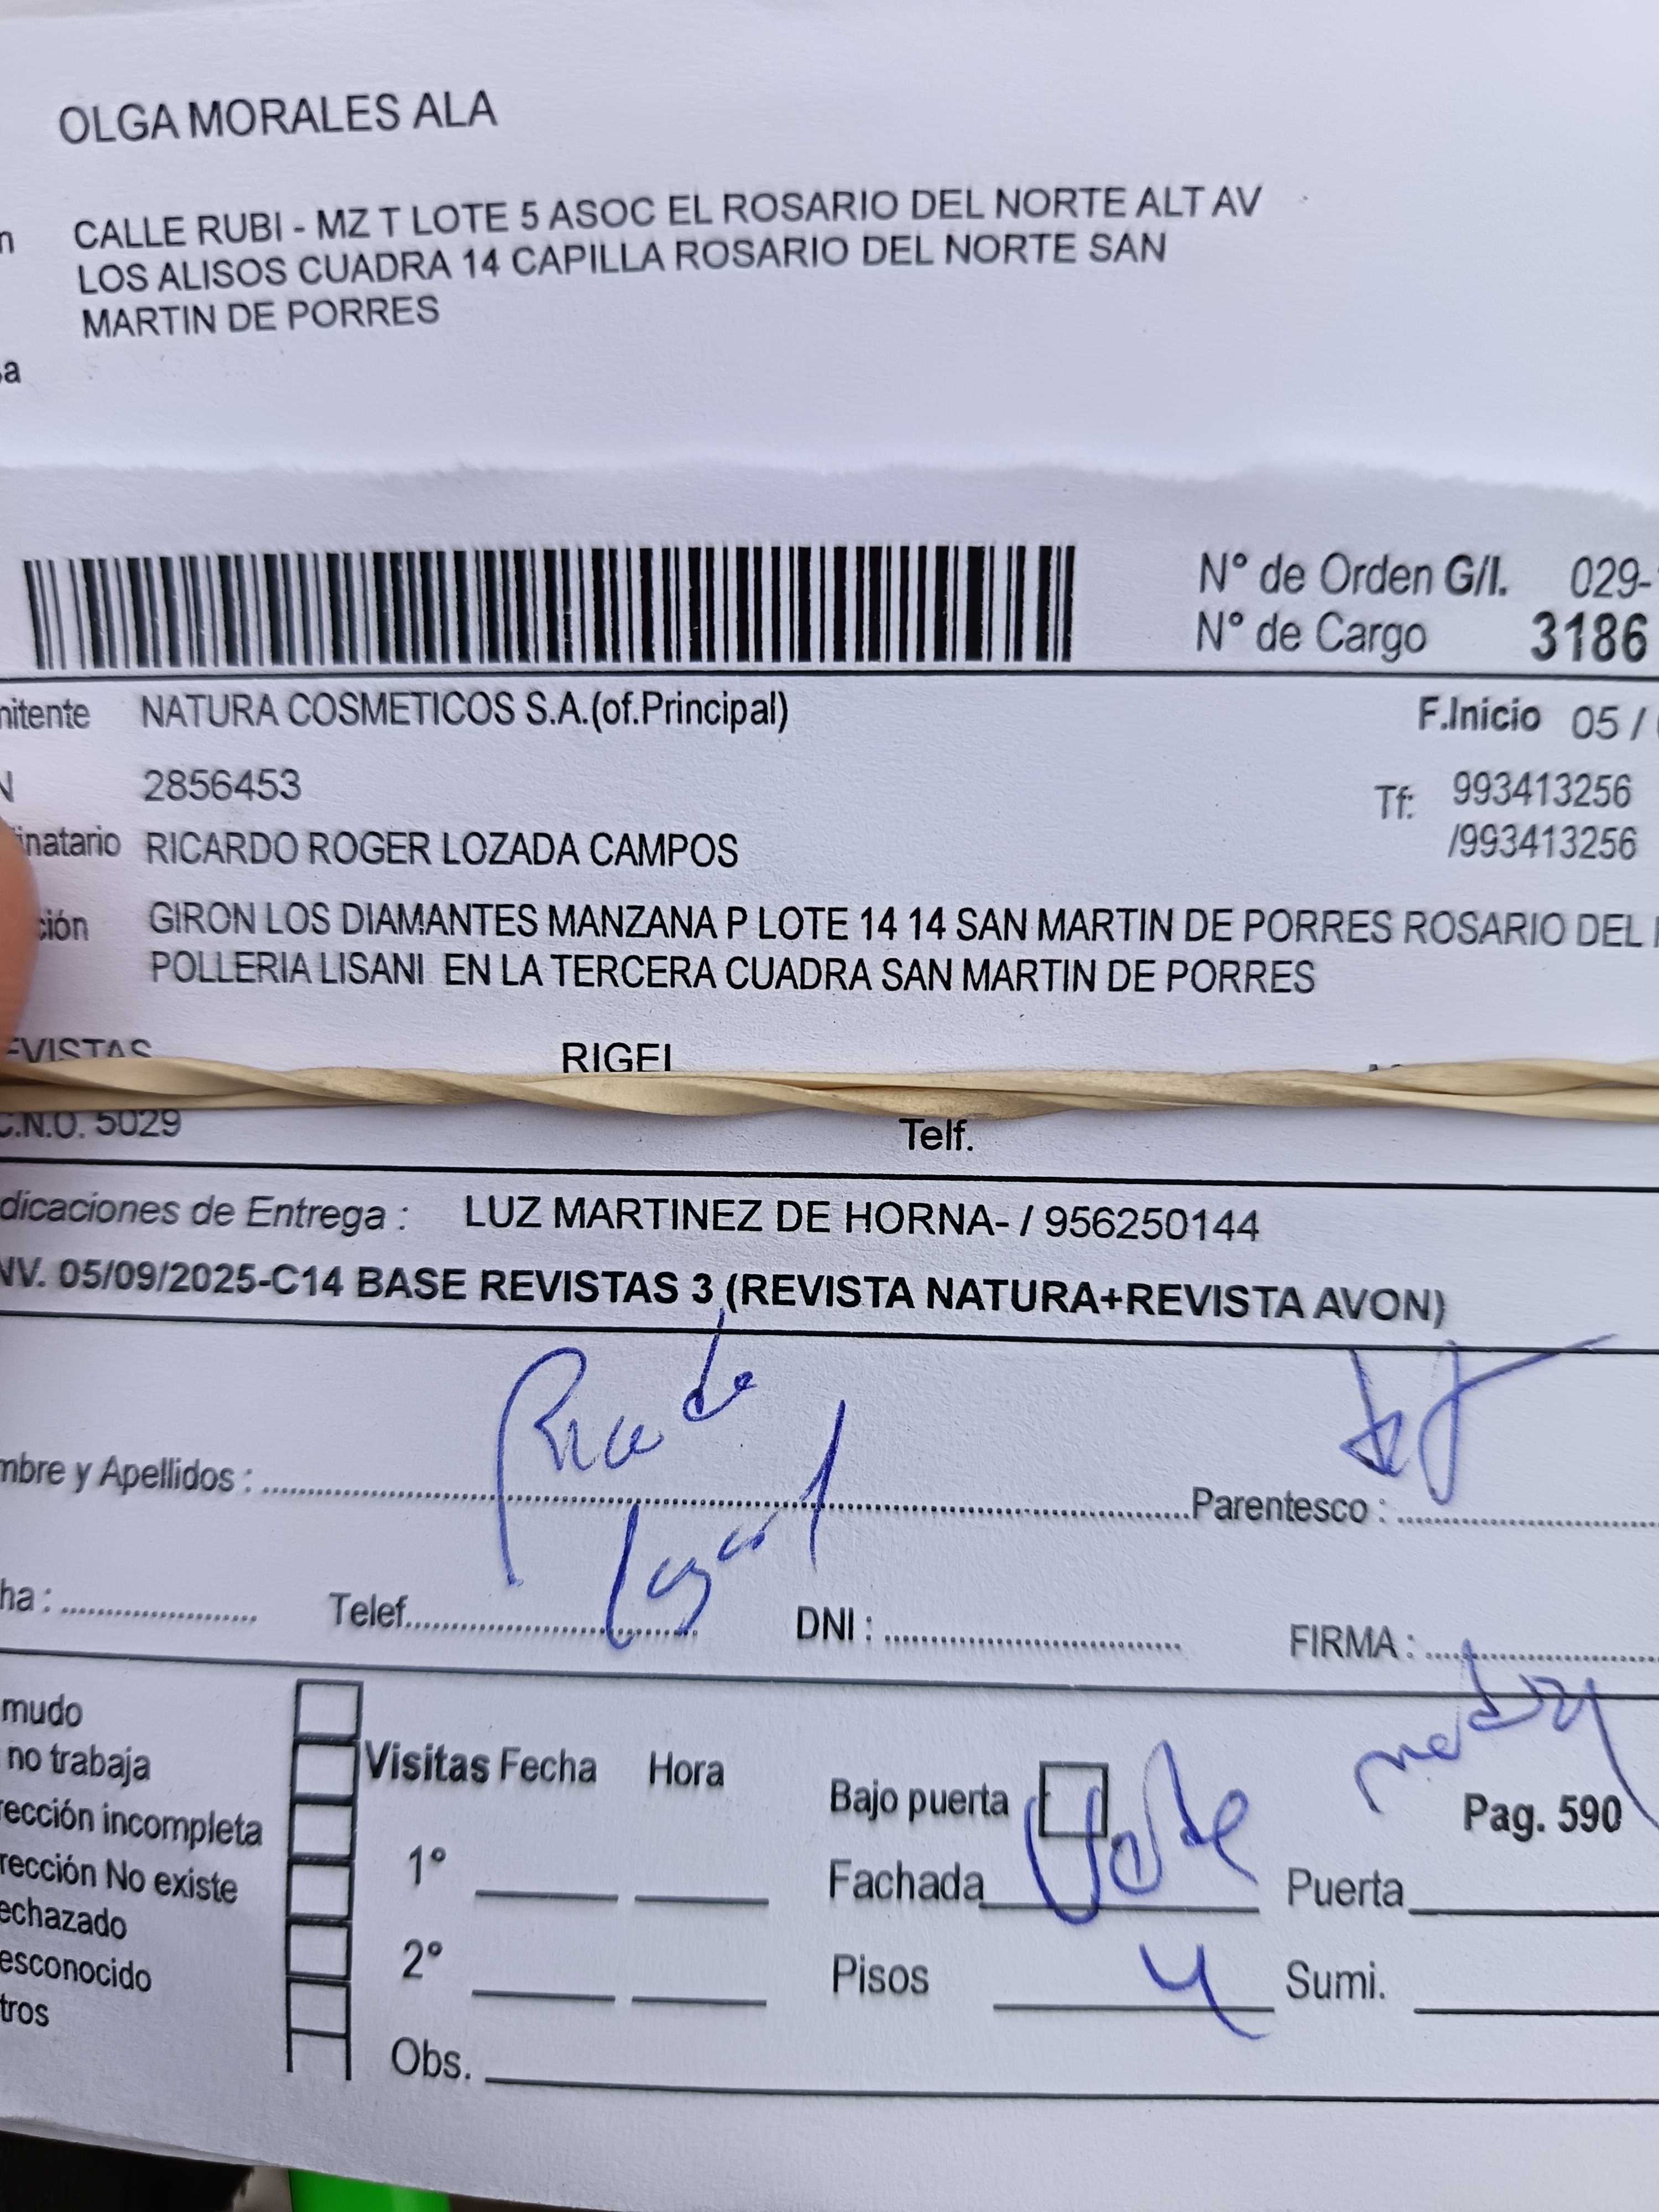 OLGA MORALES ALA
n CALLE RUBI - MZ T LOTE 5 ASOC EL ROSARIO DEL NORTE ALT AV
LOS ALISOS CUADRA 14 CAPILLA ROSARIO DEL NORTE SAN
MARTIN DE PORRES
sa
N° de Orden G/I. 029-
N° de Cargo 3186
mitente NATURA COSMETICOS S.A.(of.Principal)
F.Inicio 05 /
N 2856453
Tf: 993413256
/993413256
inatario RICARDO ROGER LOZADA CAMPOS
ción GIRON LOS DIAMANTES MANZANA P LOTE 14 14 SAN MARTIN DE PORRES ROSARIO DEL
POLLERIA LISANI EN LA TERCERA CUADRA SAN MARTIN DE PORRES
EVISTAS RIGEL
C.N.O. 5029 Telf.
dicaciones de Entrega : LUZ MARTINEZ DE HORNA- / 956250144
NV. 05/09/2025-C14 BASE REVISTAS 3 (REVISTA NATURA+REVISTA AVON)
mbre y Apellidos : Parentesco :
ha : Telef. DNI : FIRMA :
mudo
no trabaja
rección incompleta
rección No existe
echazado
esconocido
tros
Visitas Fecha Hora
1°
2°
Obs.
Bajo puerta
Pag. 590
Fachada Puerta
Pisos 4 Sumi.